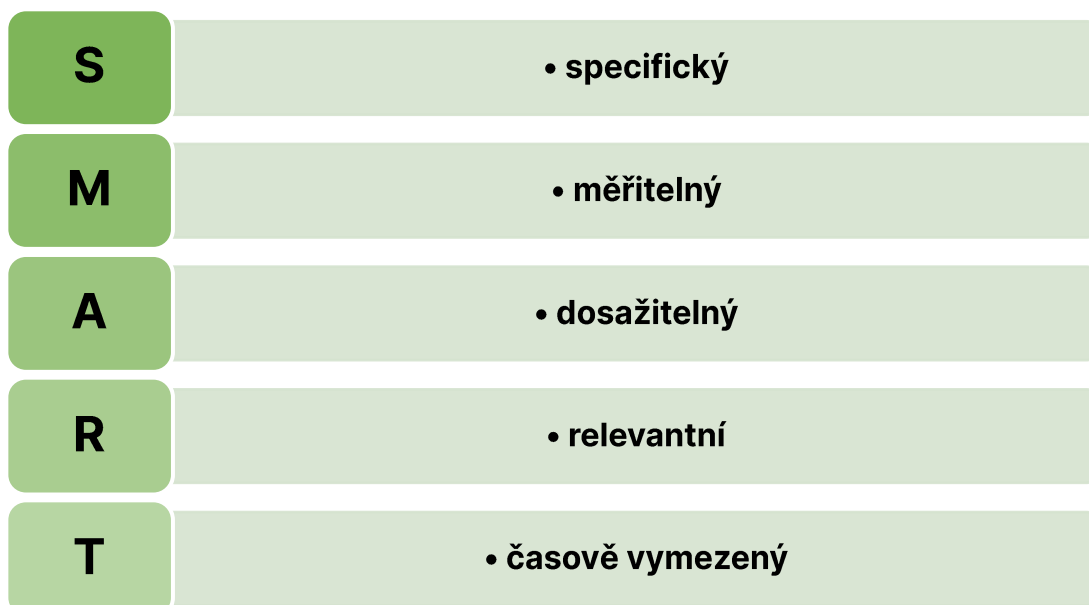 S
• specifický
M
• měřitelný
A
• dosažitelný
R
• relevantní
T
• časově vymezený